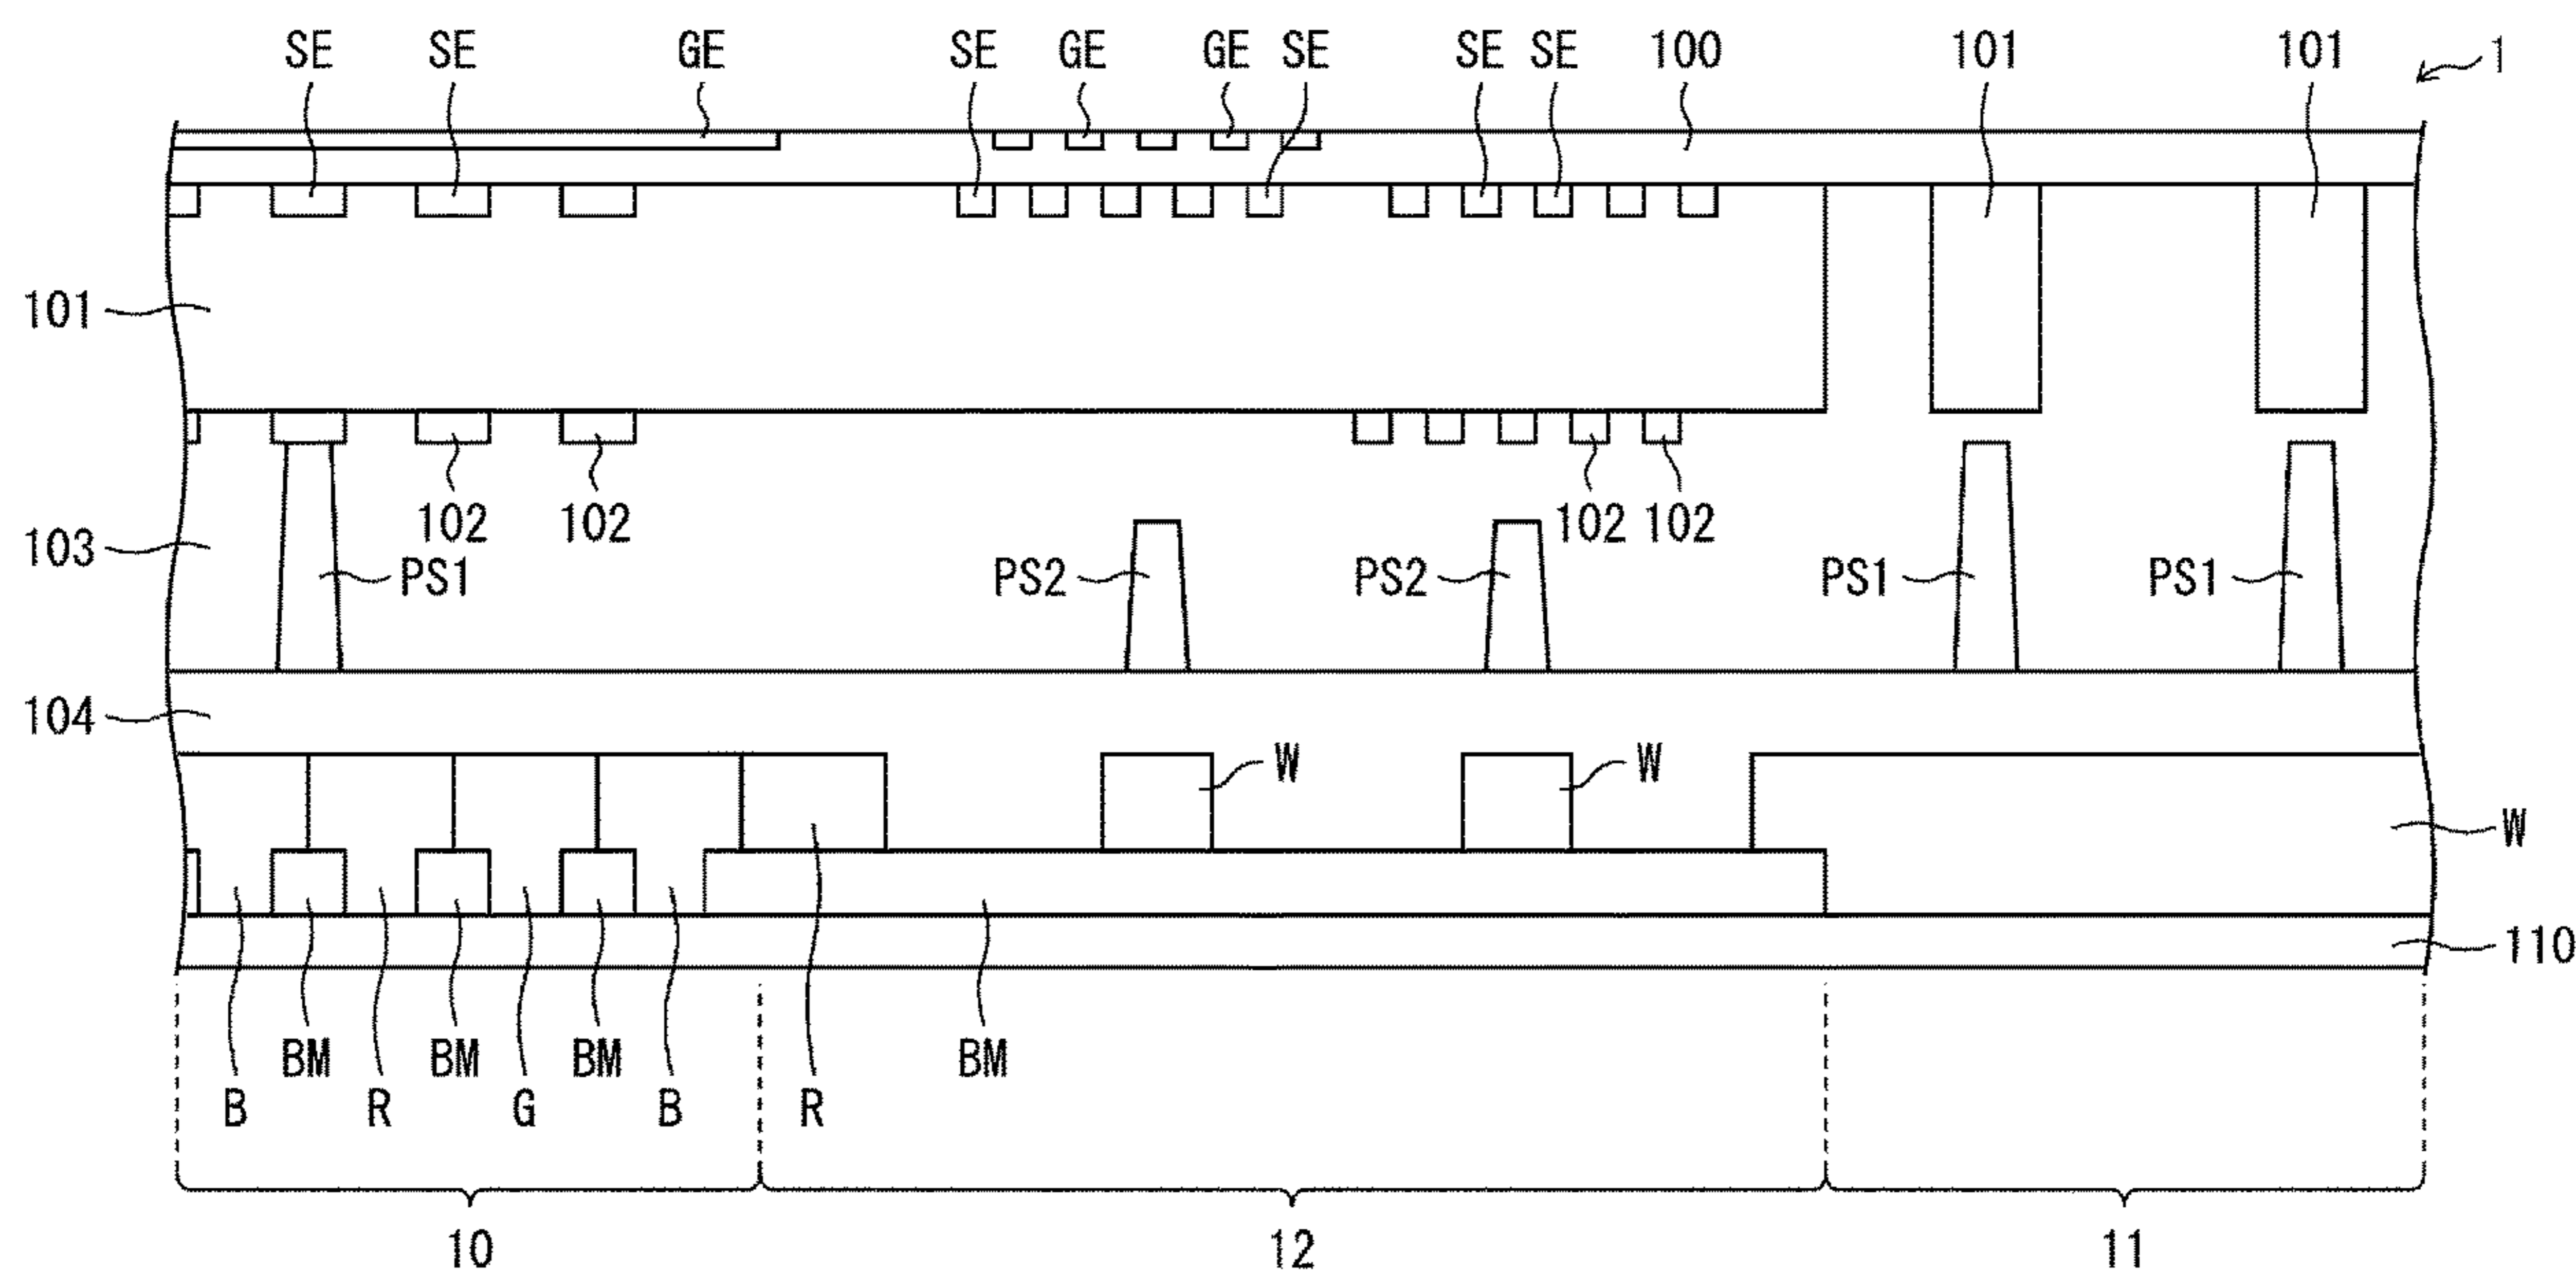 SE SE GE SE GE GE SE SE SE 100 101 101 1
101
102 102 102 102
103
PS1 PS2 PS2 PS1 PS1
104
W W
W
110
BM BM BM BM
B R G B R
10 12 11